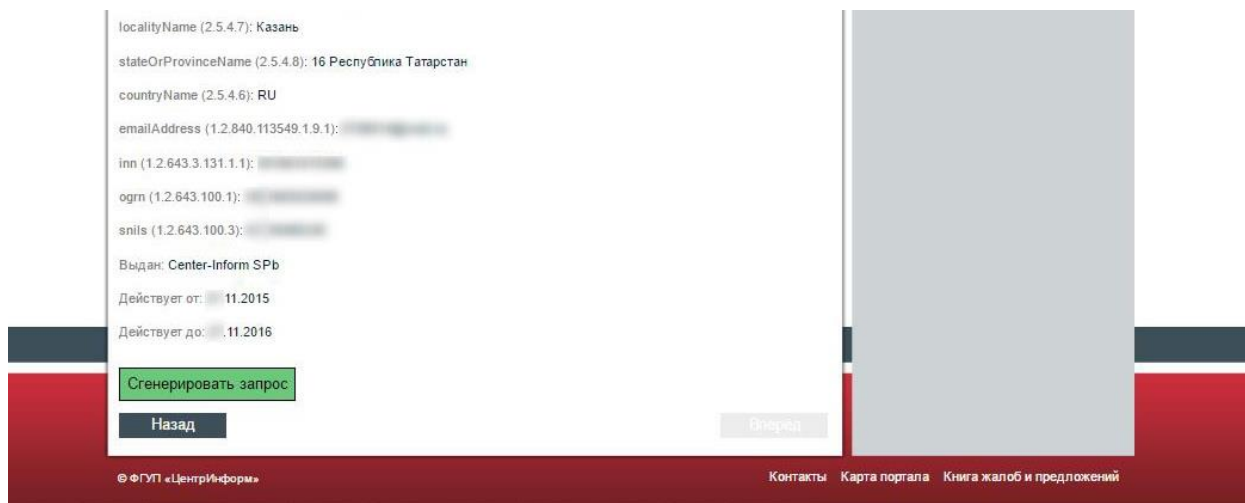 localityName (2.5.4.7): Казань
stateOrProvinceName (2.5.4.8): 16 Республика Татарстан
countryName (2.5.4.6): RU
emailAddress (1.2.840.113549.1.9.1):
inn (1.2.643.3.131.1.1):
ogrn (1.2.643.100.1):
snils (1.2.643.100.3):
Выдан: Center-Inform SPb
Действует от: 11.2015
Действует до: .11.2016
Сгенерировать запрос
Назад Вперед
© ФГУП «ЦентрИнформ» Контакты Карта портала Книга жалоб и предложений